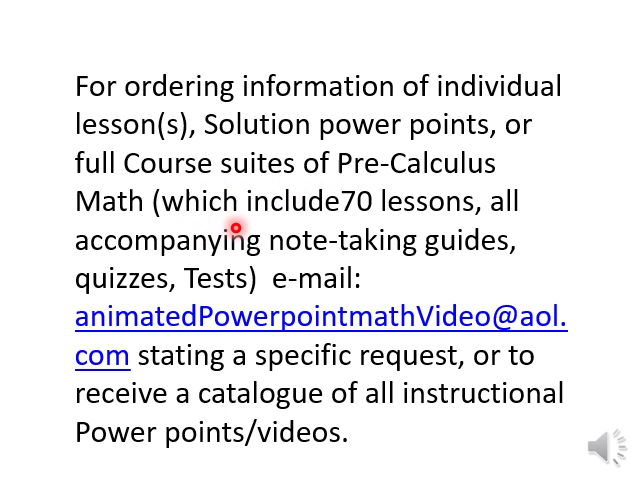 For ordering information of individual
lesson(s), Solution power points, or
full Course suites of Pre-Calculus
Math (which include70 lessons, all
accompanying note-taking guides,
quizzes, Tests)  e-mail:
animatedPowerpointmathVideo@aol.
com stating a specific request, or to
receive a catalogue of all instructional
Power points/videos.